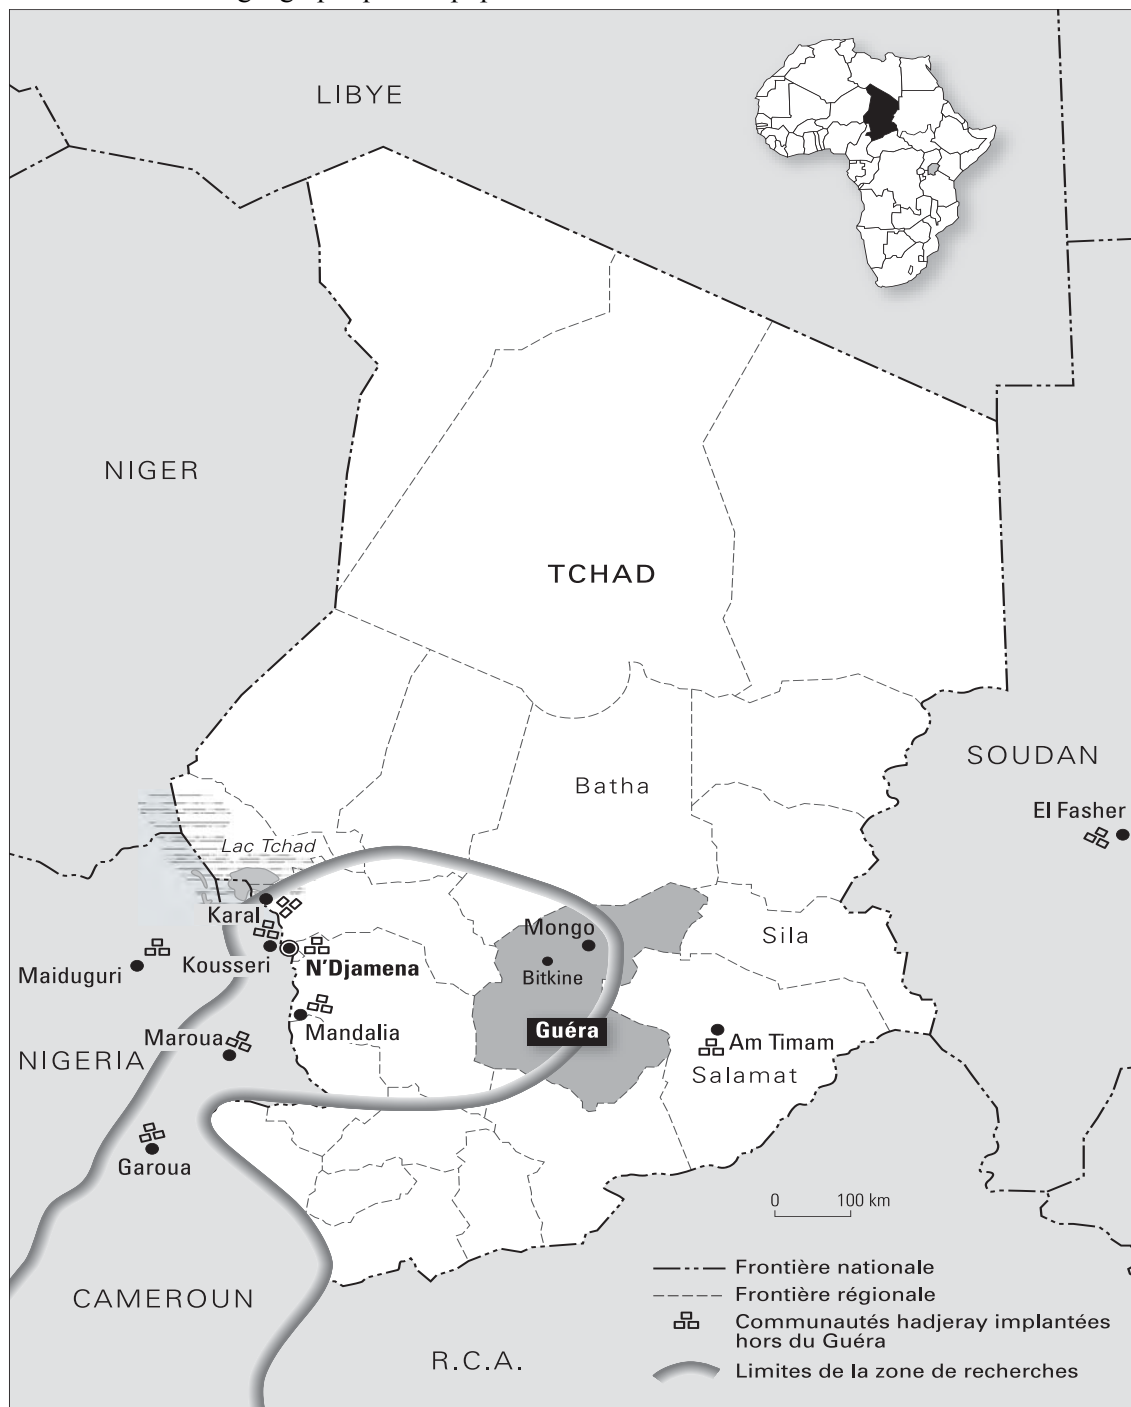 LIBYE
NIGER
TCHAD
SOUDAN
Batha
El Fasher
Lac Tchad
Karal
Mongo
Sila
Kousseri
N'Djamena
Maiduguri
Bitkine
Mandalia
Guéra
Maroua
Am Timam
NIGERIA
Salamat
Garoua
0 100 km
Frontière nationale
Frontière régionale
CAMEROUN
Communautés hadjeray implantées
hors du Guéra
R.C.A.
Limites de la zone de recherches